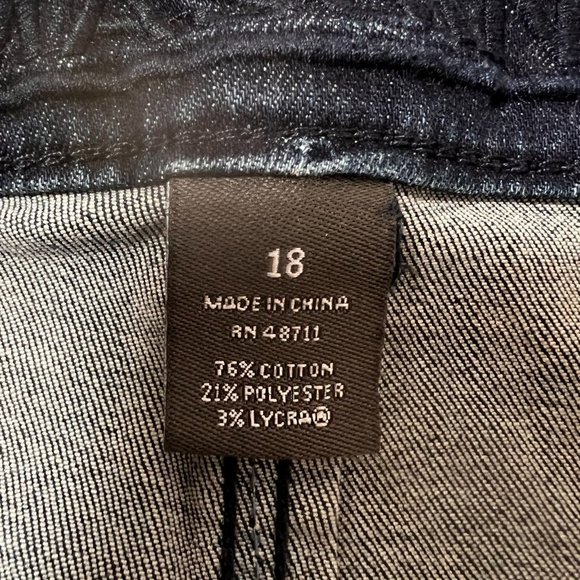 18
MADE IN CHINA
RN 48711
76% COTTON
21% POLYESTER
3% LYCRA®